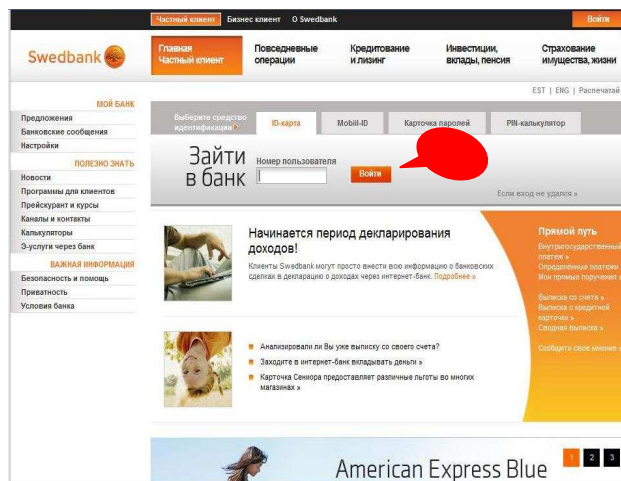 Частный клиент Бизнес клиент О Swedbank Войти
Swedbank
Главная
Частный клиент
Повседневные
операции
Кредитование
и лизинг
Инвестиции,
вклады, пенсия
Страхование
имущества, жизни
EST | ENG | Распечатай
МОЙ БАНК
Предложения
Банковские сообщения
Настройки
ПОЛЕЗНО ЗНАТЬ
Новости
Программы для клиентов
Прейскурант и курсы
Каналы и контакты
Калькуляторы
Э-услуги через банк
ВАЖНАЯ ИНФОРМАЦИЯ
Безопасность и помощь
Приватность
Условия банка
Выберите средство
идентификации
ID-карта Mobiil-ID Карточка паролей PIN-калькулятор
Зайти
в банк
Номер пользователя
Войти
Если вход не удался »
Начинается период декларирования
доходов!
Клиенты Swedbank могут просто внести всю информацию о банковских
сделках в декларацию о доходах через интернет-банк. Подробнее »
Анализировали ли Вы уже выписку со своего счета?
Заходите в интернет-банк вкладывать деньги »
Карточка Сениора предоставляет различные льготы во многих
магазинах »
Прямой путь
Внутригосударственный
платеж »
Определённые платежи
Мои прямые поручения »
Выписка со счета »
Выписка с кредитной
карточки »
Сводная выписка »
Сообщите свое мнение »
American Express Blue
1 2 3